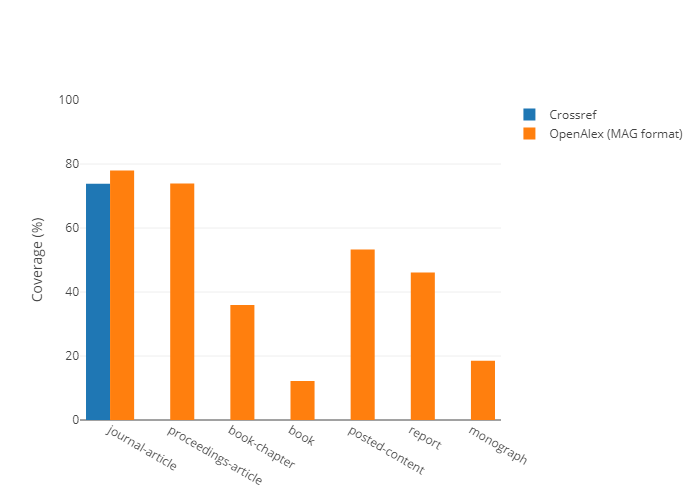 100
80
60
40
20
0
Coverage (%)
journal-article
proceedings-article
book-chapter
book
posted-content
report
monograph
Crossref
OpenAlex (MAG format)